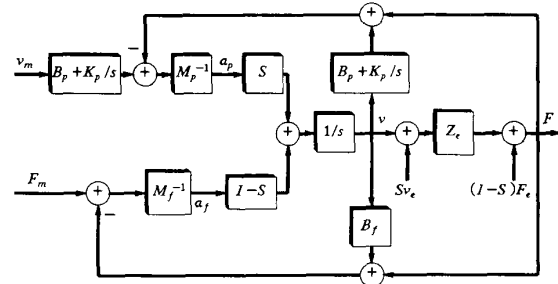 v_m
B_p + K_p /s
−
+
M_p^{-1}
a_p
S
+
B_p + K_p /s
+
1/s
v
+
Z_e
+
F
Sv_e
(I−S)F_e
F_m
+
−
M_f^{-1}
a_f
I−S
B_f
+